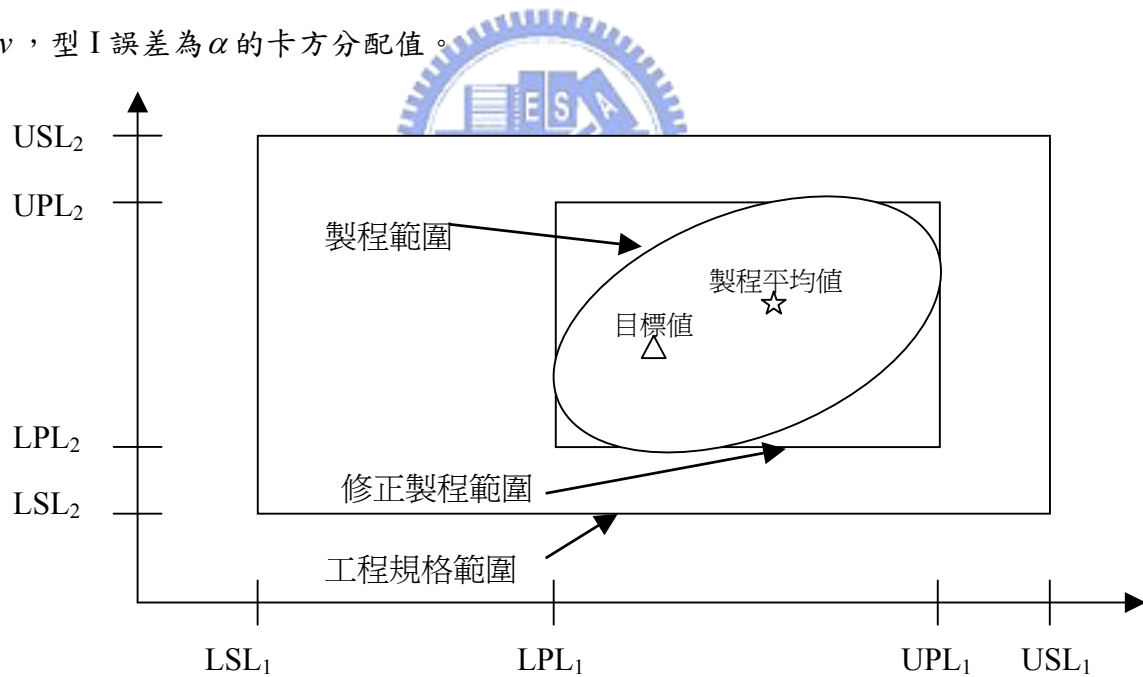 v，型 I 誤差為α的卡方分配值。
ES
USL₂
UPL₂
製程範圍
製程平均值
目標值
LPL₂
修正製程範圍
LSL₂
工程規格範圍
LSL₁ LPL₁ UPL₁ USL₁